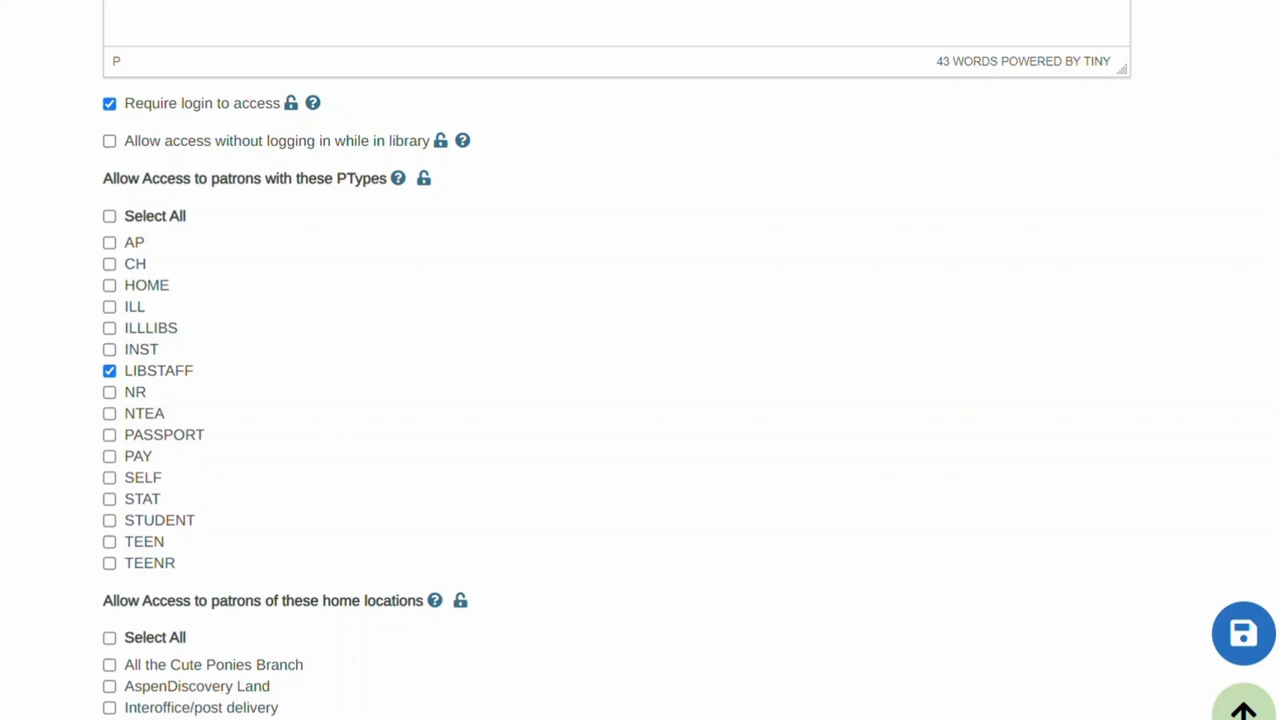 P
43 WORDS POWERED BY TINY
Require login to access
Allow access without logging in while in library
Allow Access to patrons with these PTypes
Select All
AP
CH
HOME
ILL
ILLLIBS
INST
LIBSTAFF
NR
NTEA
PASSPORT
PAY
SELF
STAT
STUDENT
TEEN
TEENR
Allow Access to patrons of these home locations
Select All
All the Cute Ponies Branch
AspenDiscovery Land
Interoffice/post delivery